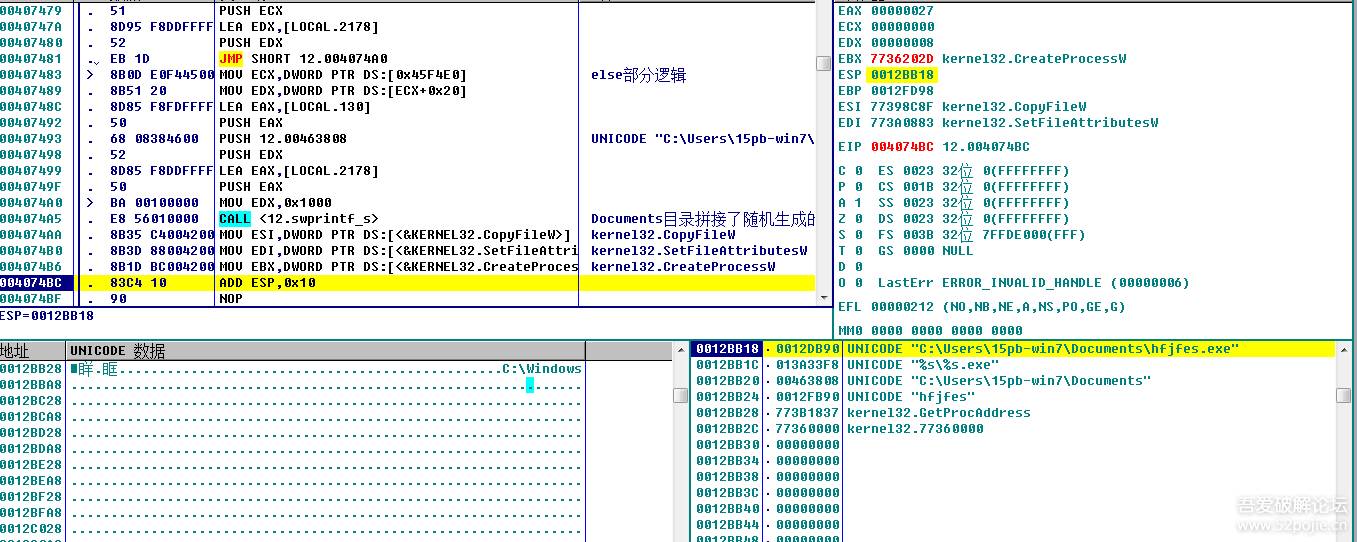 00407479 . 51 PUSH ECX
0040747A . 8D95 F8DDFFFF LEA EDX,[LOCAL.2178]
00407480 . 52 PUSH EDX
00407481 . EB 1D JMP SHORT 12.004074A0
00407483 > 8B0D E0F44500 MOV ECX,DWORD PTR DS:[0x45F4E0] else部分逻辑
00407489 . 8B51 20 MOV EDX,DWORD PTR DS:[ECX+0x20]
0040748C . 8D85 F8FDFFFF LEA EAX,[LOCAL.130]
00407492 . 50 PUSH EAX
00407493 . 68 08384600 PUSH 12.00463808 UNICODE "C:\Users\15pb-win7\
00407498 . 52 PUSH EDX
00407499 . 8D85 F8DDFFFF LEA EAX,[LOCAL.2178]
0040749F . 50 PUSH EAX
004074A0 > BA 00100000 MOV EDX,0x1000
004074A5 . E8 56010000 CALL <12.swprintf_s> Documents目录拼接了随机生成的
004074AA . 8B35 C4004200 MOV ESI,DWORD PTR DS:[<&KERNEL32.CopyFileW>] kernel32.CopyFileW
004074B0 . 8B3D 88004200 MOV EDI,DWORD PTR DS:[<&KERNEL32.SetFileAttri kernel32.SetFileAttributesW
004074B6 . 8B1D BC004200 MOV EBX,DWORD PTR DS:[<&KERNEL32.CreateProces kernel32.CreateProcessW
004074BC . 83C4 10 ADD ESP,0x10
004074BF . 90 NOP
ESP=0012BB18
EAX 00000027
ECX 00000000
EDX 00000008
EBX 7736202D kernel32.CreateProcessW
ESP 0012BB18
EBP 0012FD98
ESI 77398C8F kernel32.CopyFileW
EDI 773A0883 kernel32.SetFileAttributesW
EIP 004074BC 12.004074BC
C 0 ES 0023 32位 0(FFFFFFFF)
P 0 CS 001B 32位 0(FFFFFFFF)
A 1 SS 0023 32位 0(FFFFFFFF)
Z 0 DS 0023 32位 0(FFFFFFFF)
S 0 FS 003B 32位 7FFDE000(FFF)
T 0 GS 0000 NULL
D 0
O 0 LastErr ERROR_INVALID_HANDLE (00000006)
EFL 00000212 (NO,NB,NE,A,NS,PO,GE,G)
MM0 0000 0000 0000 0000
地址 UNICODE 数据
0012BB28 C:\Windows
0012BBA8
0012BC28
0012BCA8
0012BD28
0012BDA8
0012BE28
0012BEA8
0012BF28
0012BFA8
0012C028
0012BB18 0012DB90 UNICODE "C:\Users\15pb-win7\Documents\hfjfes.exe"
0012BB1C 013A33F8 UNICODE "%s\%s.exe"
0012BB20 00463808 UNICODE "C:\Users\15pb-win7\Documents"
0012BB24 0012FB90 UNICODE "hfjfes"
0012BB28 773B1837 kernel32.GetProcAddress
0012BB2C 77360000 kernel32.77360000
0012BB30 00000000
0012BB34 00000000
0012BB38 00000000
0012BB3C 00000000
0012BB40 00000000
0012BB44 00000000
0012BB48 00000000
吾爱破解论坛
www.52pojie.cn